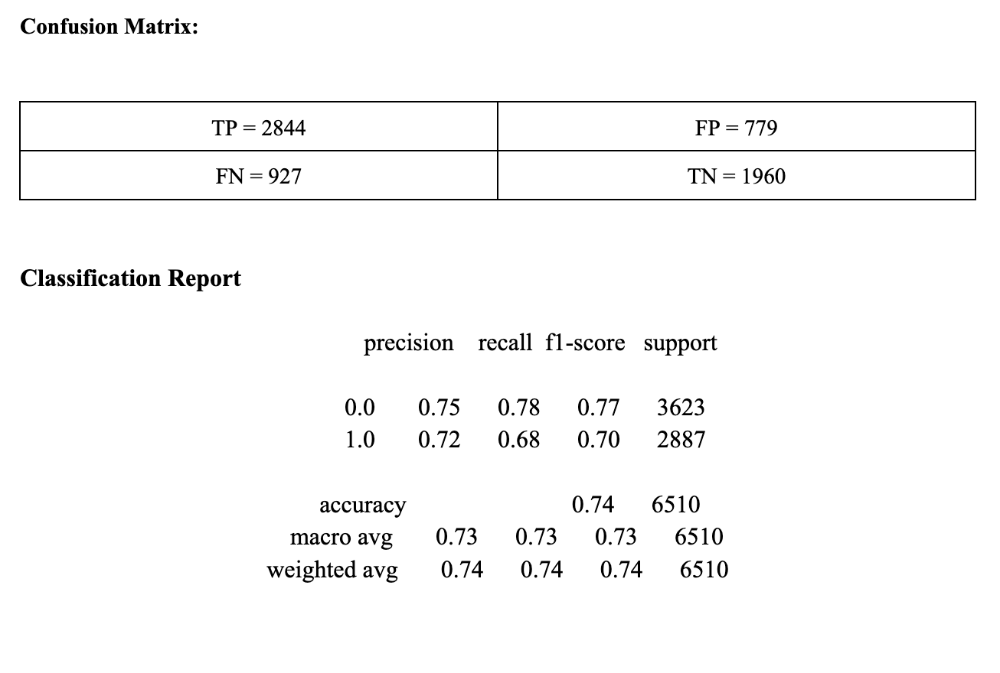 Confusion Matrix:
TP = 2844 FP = 779
FN = 927 TN = 1960
Classification Report
precision recall f1-score support
0.0 0.75 0.78 0.77 3623
1.0 0.72 0.68 0.70 2887
accuracy 0.74 6510
macro avg 0.73 0.73 0.73 6510
weighted avg 0.74 0.74 0.74 6510